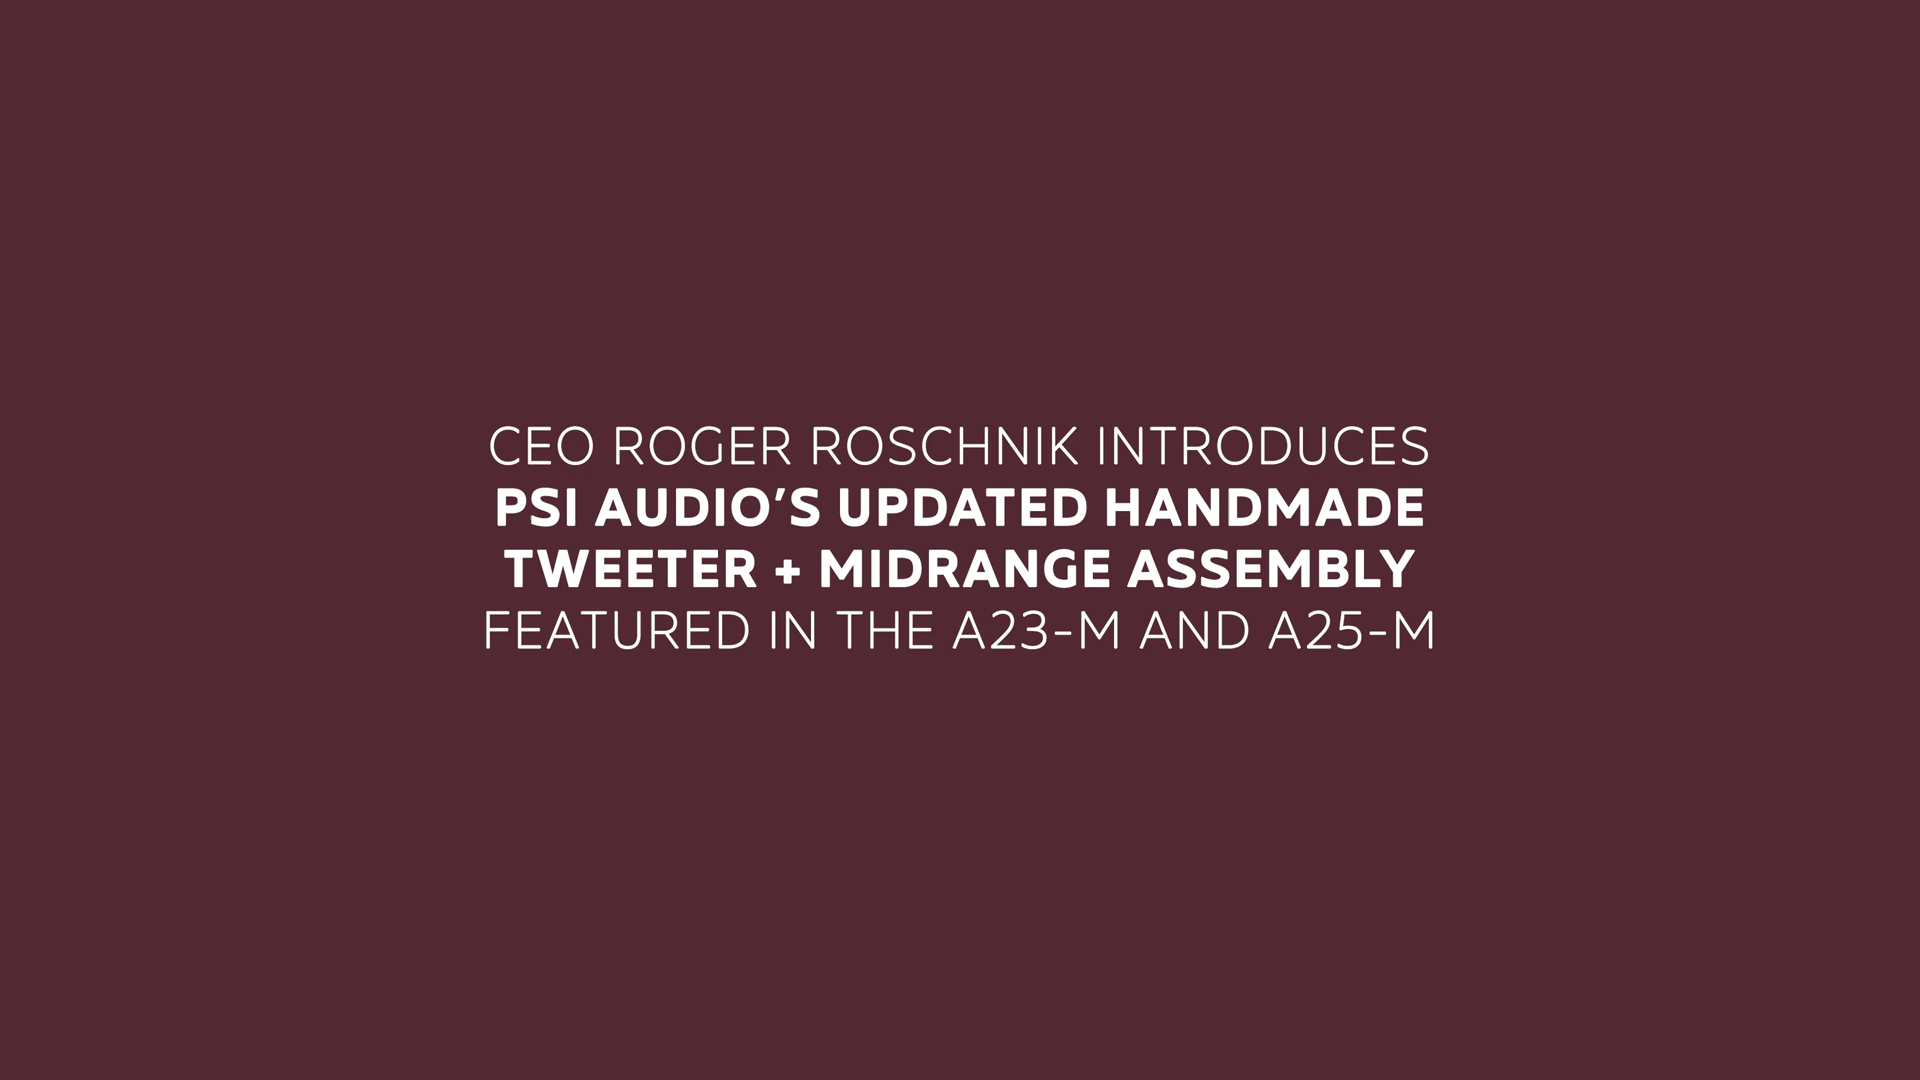 CEO ROGER ROSCHNIK INTRODUCES
PSI AUDIO’S UPDATED HANDMADE
TWEETER + MIDRANGE ASSEMBLY
FEATURED IN THE A23-M AND A25-M